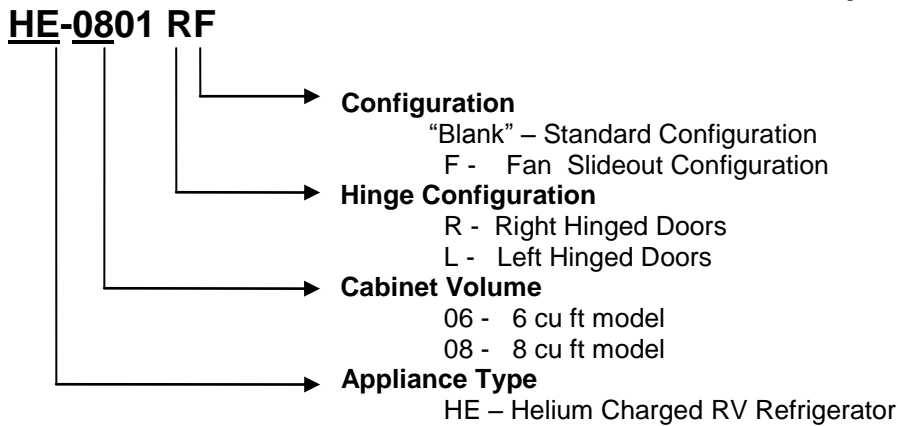 HE-0801 RF
Configuration
“Blank” – Standard Configuration
F - Fan Slideout Configuration
Hinge Configuration
R - Right Hinged Doors
L - Left Hinged Doors
Cabinet Volume
06 - 6 cu ft model
08 - 8 cu ft model
Appliance Type
HE – Helium Charged RV Refrigerator